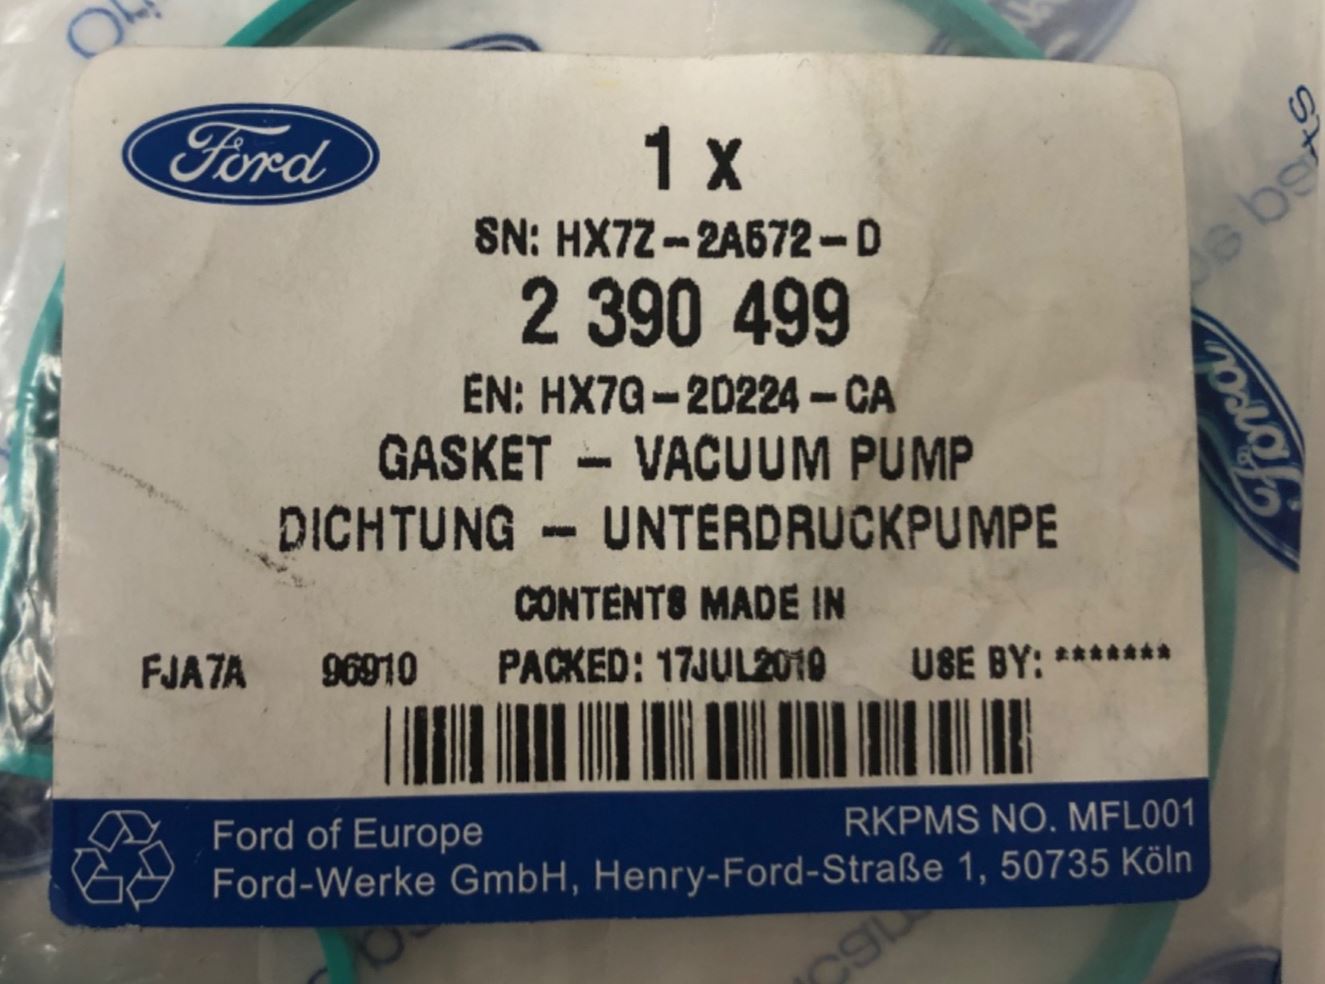 Ford
1 x
SN: HX7Z-2A572-D
2 390 499
EN: HX7G-2D224-CA
GASKET - VACUUM PUMP
DICHTUNG - UNTERDRUCKPUMPE
CONTENTS MADE IN
FJA7A 96910 PACKED: 17JUL2019 USE BY: *******
Ford of Europe RKPMS NO. MFL001
Ford-Werke GmbH, Henry-Ford-Straße 1, 50735 Köln
Ford